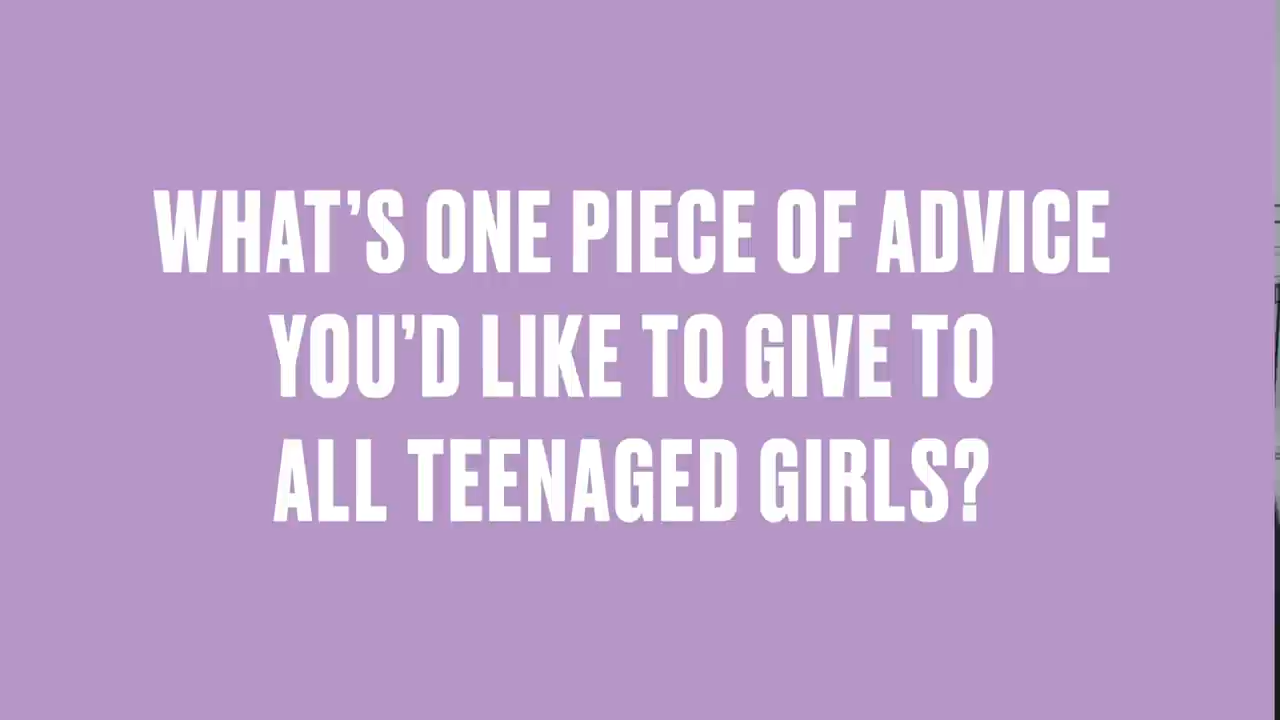 WHAT’S ONE PIECE OF ADVICE
YOU’D LIKE TO GIVE TO
ALL TEENAGED GIRLS?